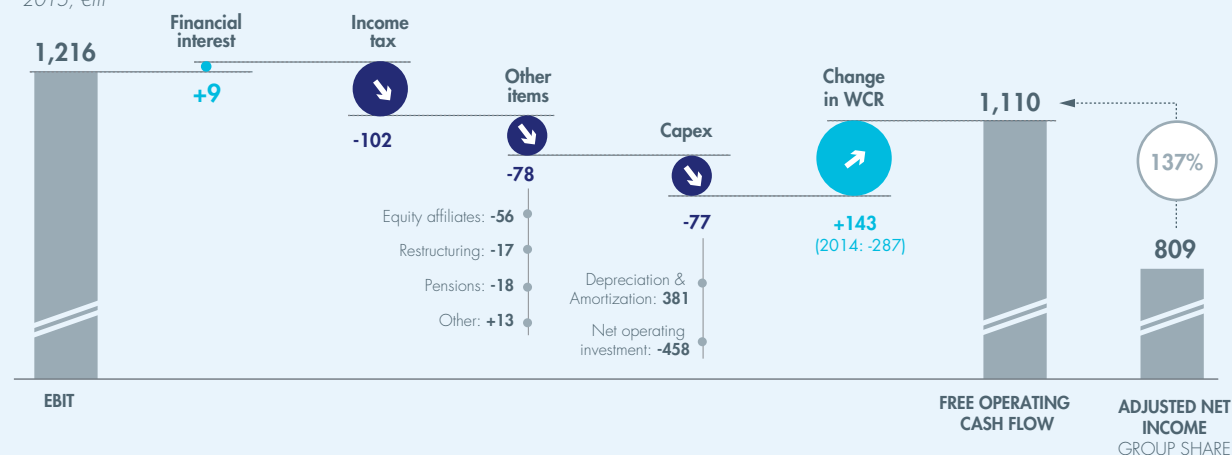 2015, €m
1,216
Financial
interest
+9
Income
tax
-102
Other
items
-78
Equity affiliates: -56
Restructuring: -17
Pensions: -18
Other: +13
Capex
-77
Depreciation &
Amortization: 381
Net operating
investment: -458
Change
in WCR
+143
(2014: -287)
1,110
137%
809
EBIT
FREE OPERATING
CASH FLOW
ADJUSTED NET
INCOME
GROUP SHARE